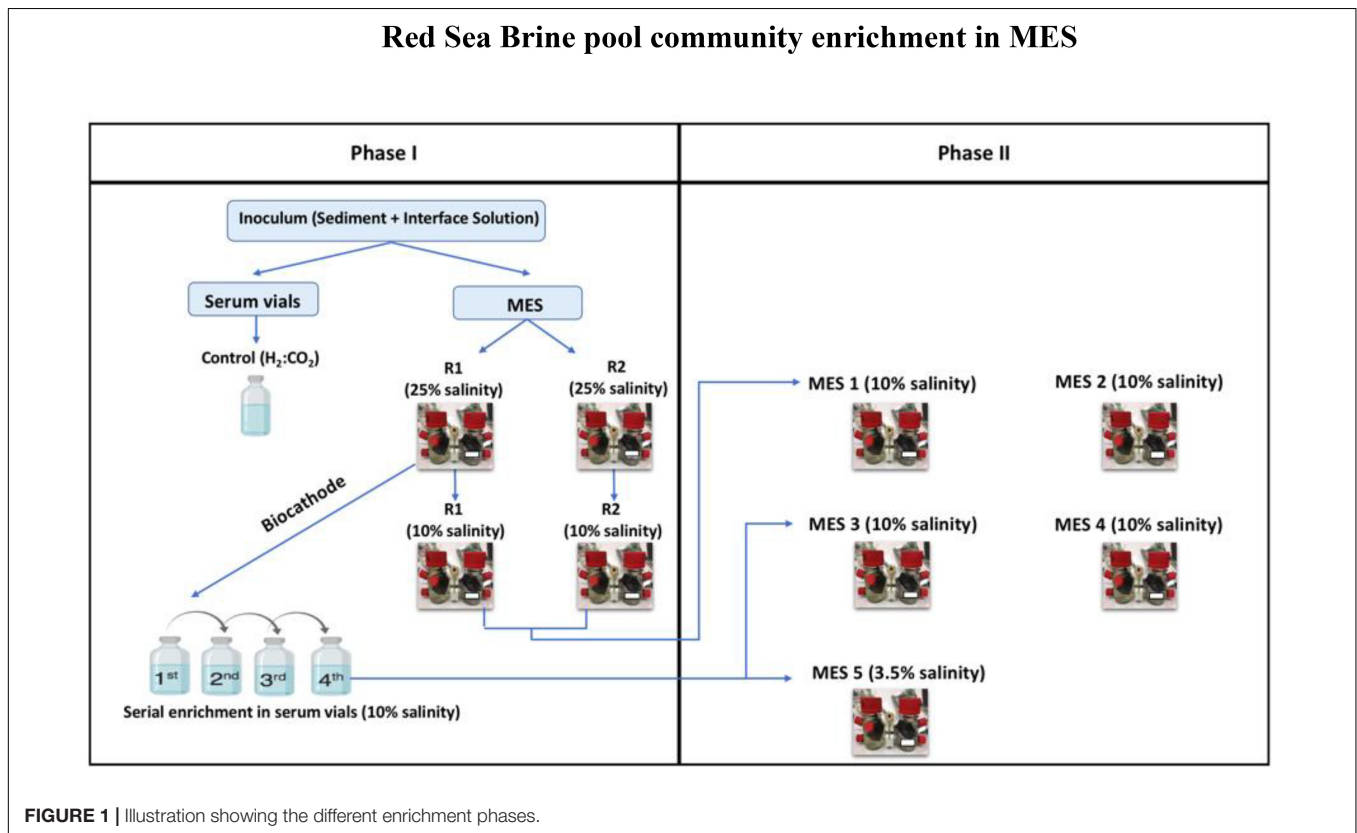 Red Sea Brine pool community enrichment in MES
Phase I
Phase II
Inoculum (Sediment + Interface Solution)
Serum vials
MES
Control (H₂:CO₂)
R1
(25% salinity)
R2
(25% salinity)
Biocathode
R1
(10% salinity)
R2
(10% salinity)
1st
2nd
3rd
4th
Serial enrichment in serum vials (10% salinity)
MES 1 (10% salinity)
MES 2 (10% salinity)
MES 3 (10% salinity)
MES 4 (10% salinity)
MES 5 (3.5% salinity)
FIGURE 1 | Illustration showing the different enrichment phases.